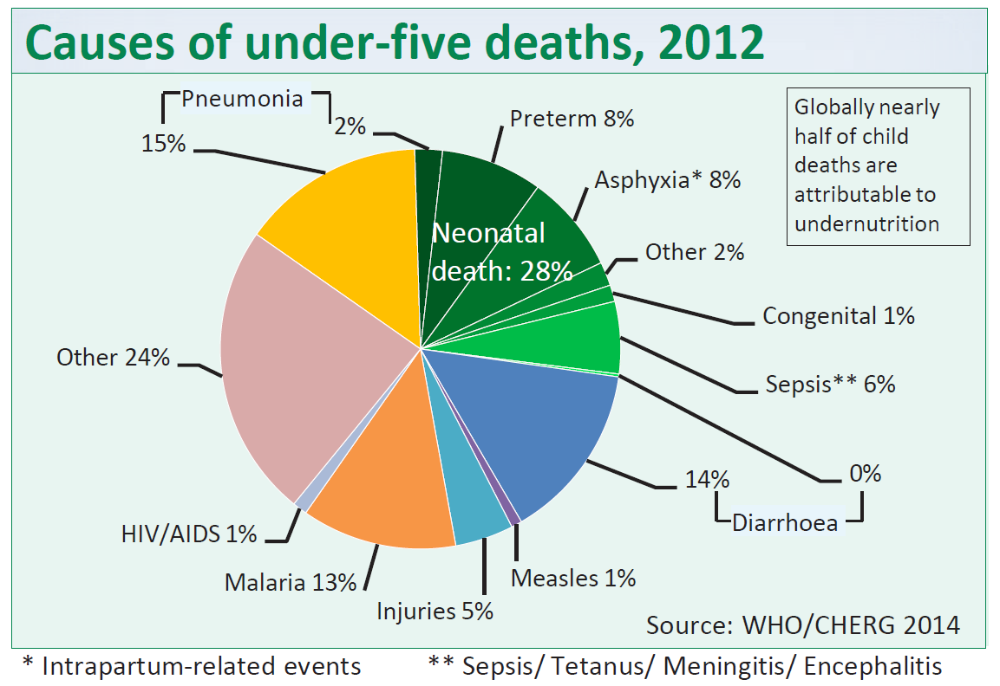 Causes of under-five deaths, 2012
Pneumonia
15%
2%
Preterm 8%
Asphyxia* 8%
Other 2%
Congenital 1%
Sepsis** 6%
0%
14%
Diarrhoea
Measles 1%
Injuries 5%
Malaria 13%
HIV/AIDS 1%
Other 24%
Neonatal
death: 28%
Globally nearly
half of child
deaths are
attributable to
undernutrition
Source: WHO/CHERG 2014
* Intrapartum-related events
** Sepsis/ Tetanus/ Meningitis/ Encephalitis